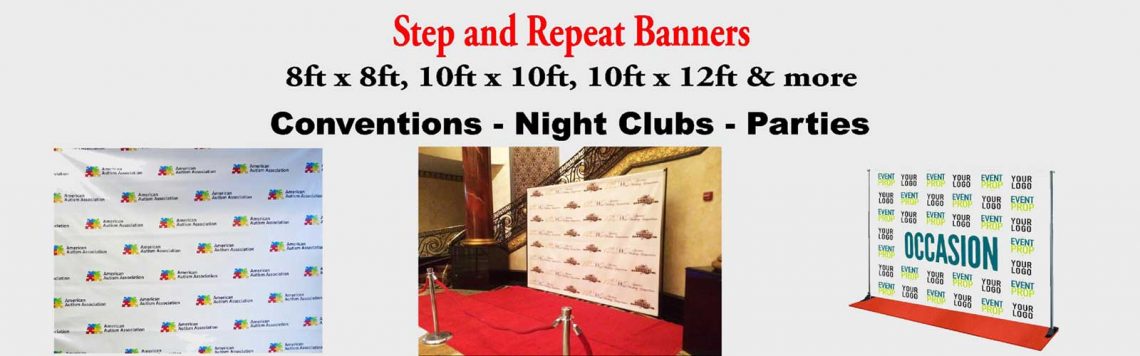 Step and Repeat Banners
8ft x 8ft, 10ft x 10ft, 10ft x 12ft & more
Conventions - Night Clubs - Parties
American
Autism Association
EVENT PROP
YOUR LOGO
OCCASION